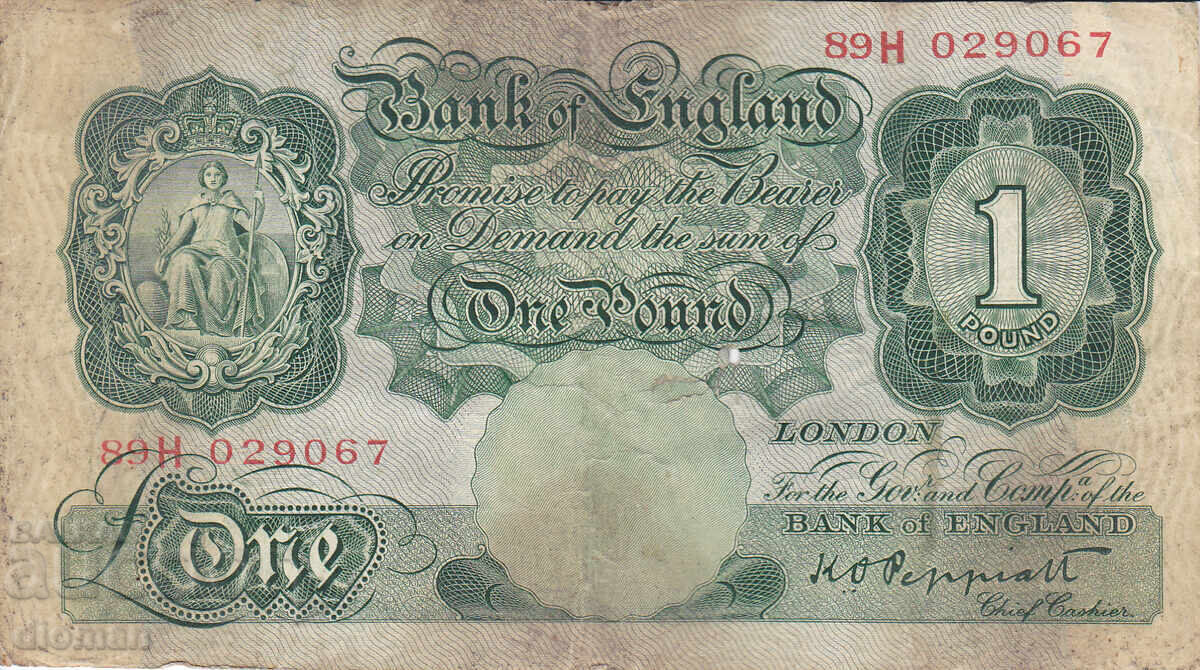 89H 029067
Bank of England
Promise to pay the Bearer
on Demand the sum of
One Pound
1
POUND
89H 029067
LONDON
For the Govr. and Compa. of the
BANK of ENGLAND
£One
K O Peppiatt
Chief Cashier.
dioman